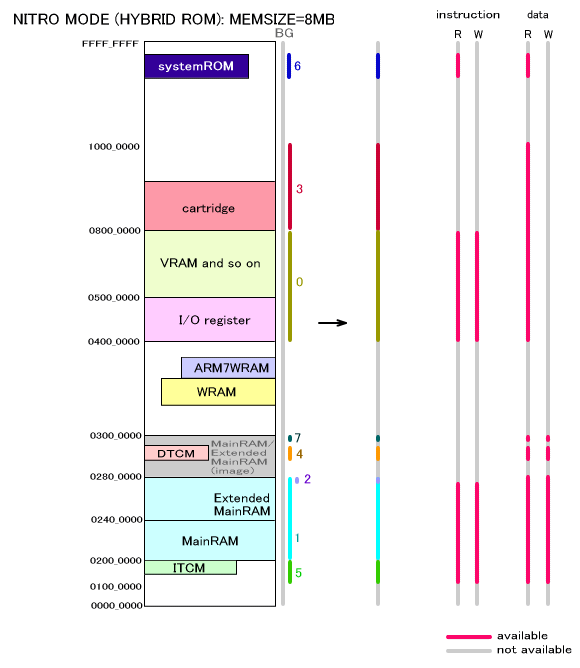 NITRO MODE (HYBRID ROM): MEMSIZE=8MB
instruction data
BG
R W R W
FFFF_FFFF
systemROM
6
1000_0000
3
cartridge
0800_0000
VRAM and so on
0
0500_0000
I/O register
0400_0000
ARM7WRAM
WRAM
0300_0000
7
MainRAM/
Extended
MainRAM
(image)
DTCM
4
0280_0000
2
Extended
MainRAM
0240_0000
MainRAM
1
0200_0000
ITCM
5
0100_0000
0000_0000
available
not available